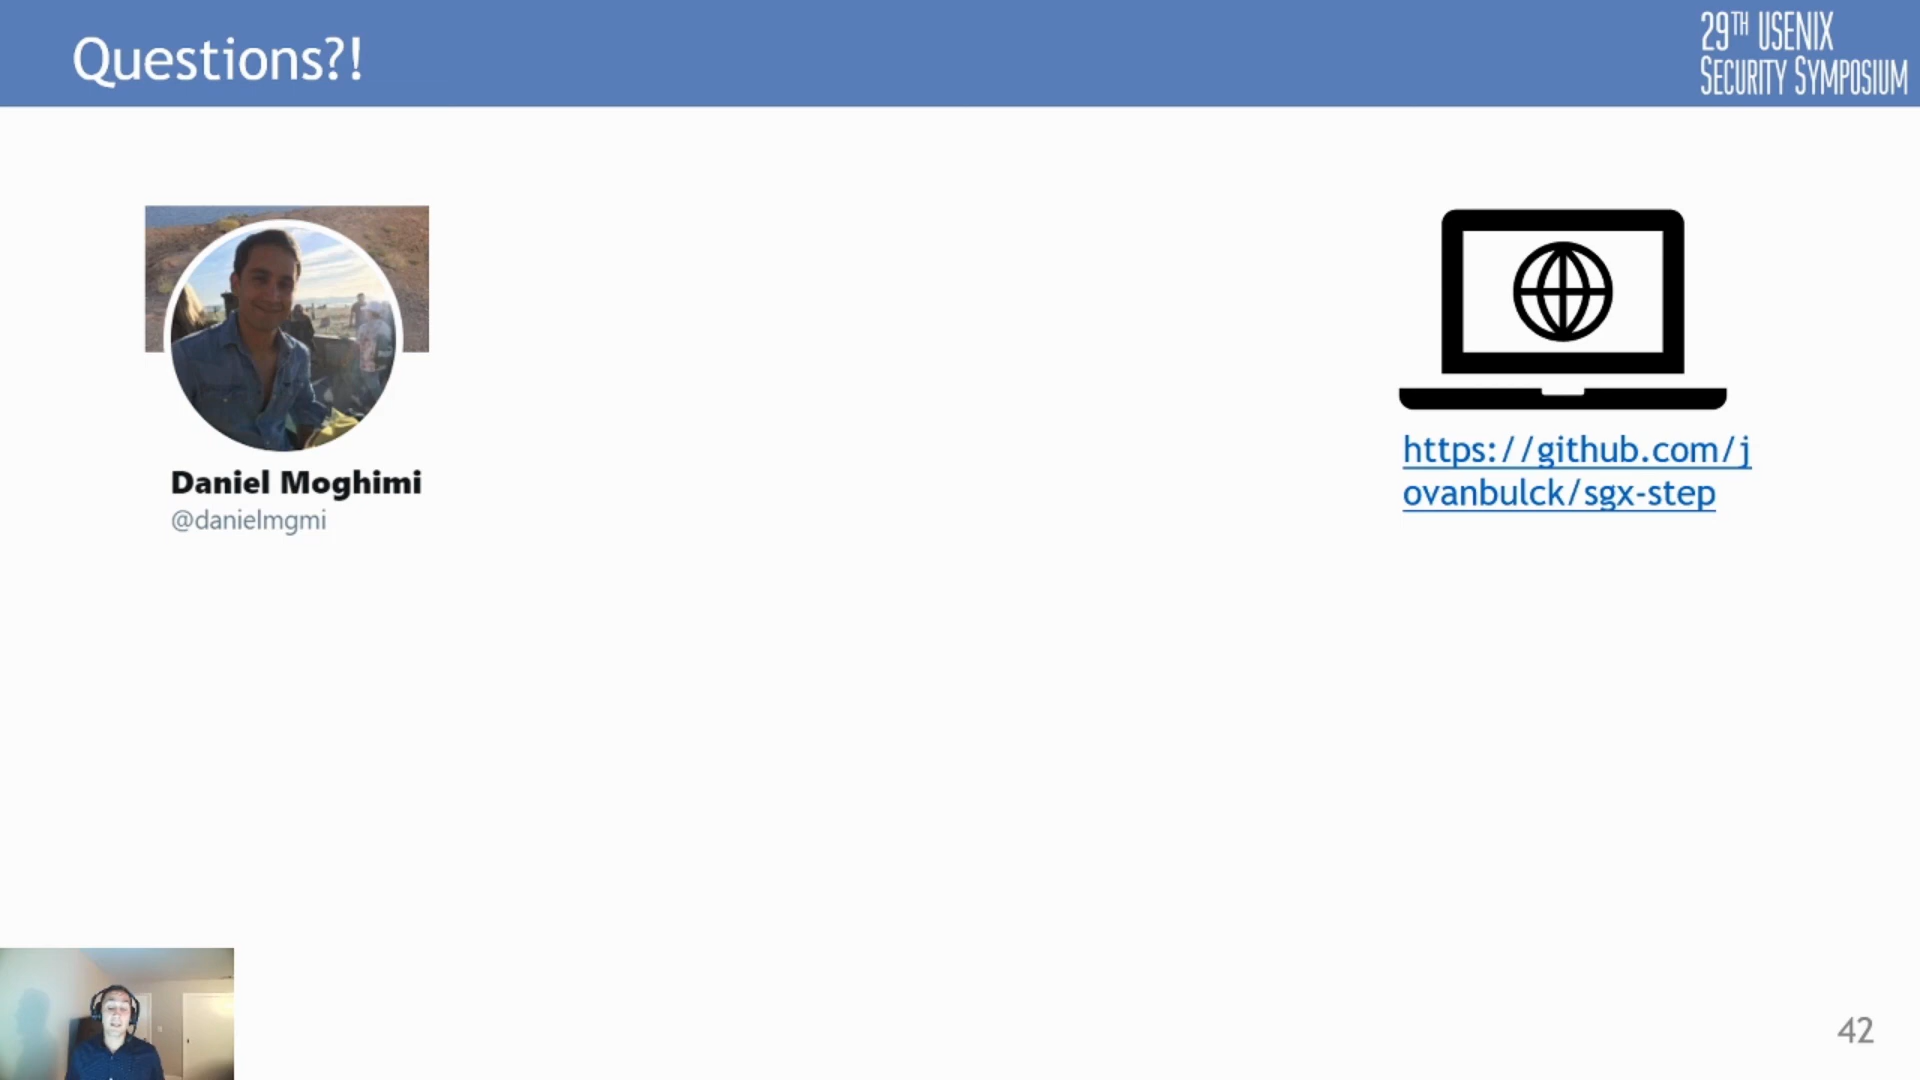 Questions?!
29TH USENIX
SECURITY SYMPOSIUM
Daniel Moghimi
@danielmgmi
https://github.com/j
ovanbulck/sgx-step
42